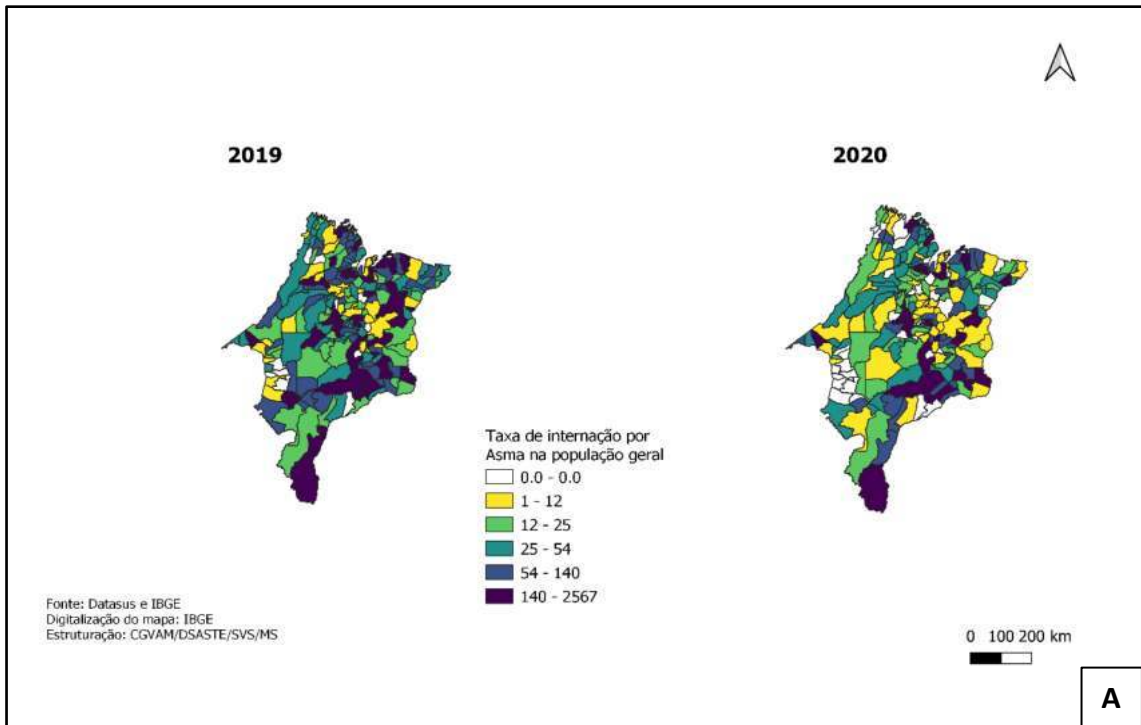 2019
2020
Taxa de internação por
Asma na população geral
0.0 - 0.0
1 - 12
12 - 25
25 - 54
54 - 140
140 - 2567
Fonte: Datasus e IBGE
Digitalização do mapa: IBGE
Estruturação: CGVAM/DSASTE/SVS/MS
0 100 200 km
A